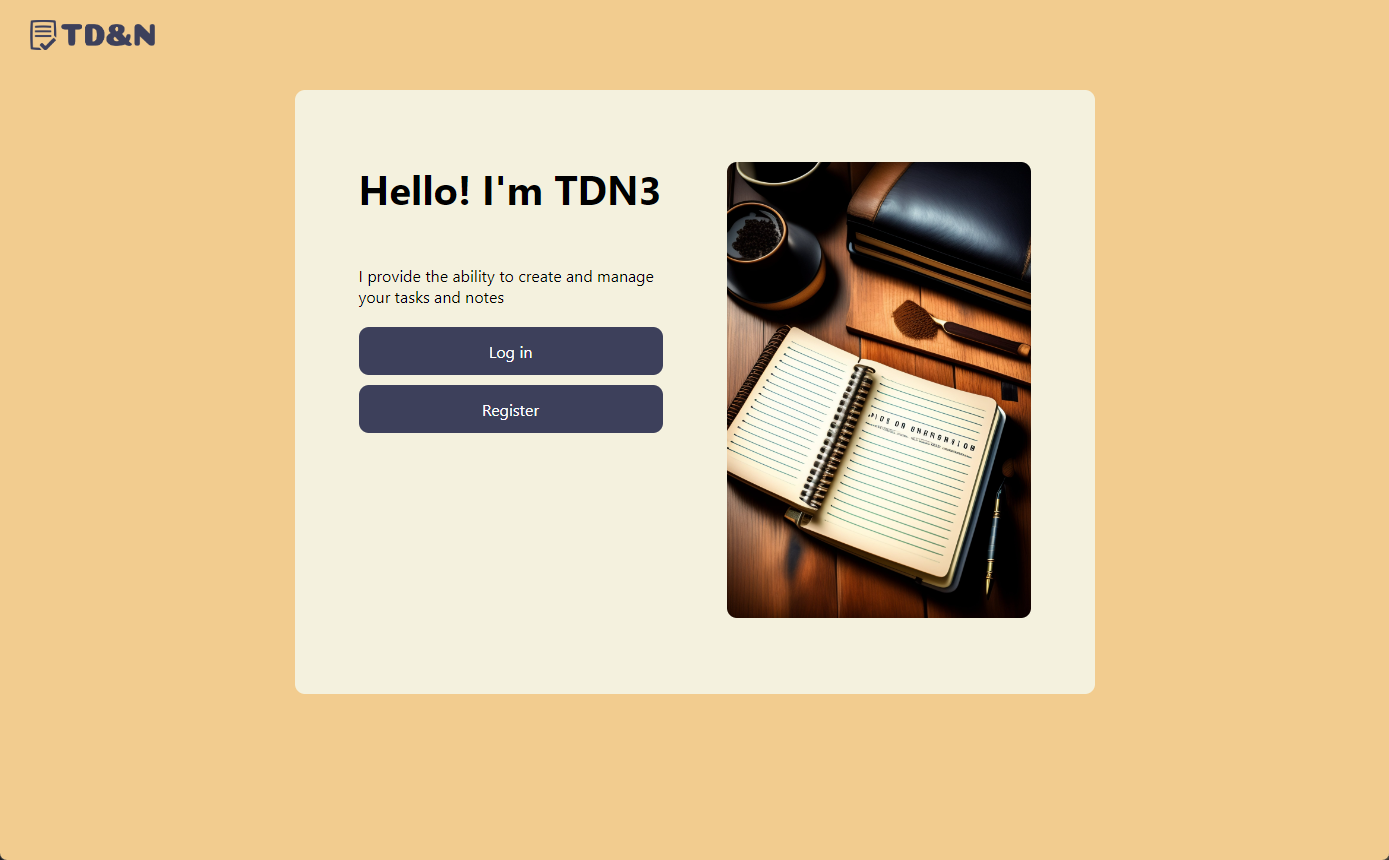 TD&N
Hello! I'm TDN3
I provide the ability to create and manage
your tasks and notes
Log in
Register